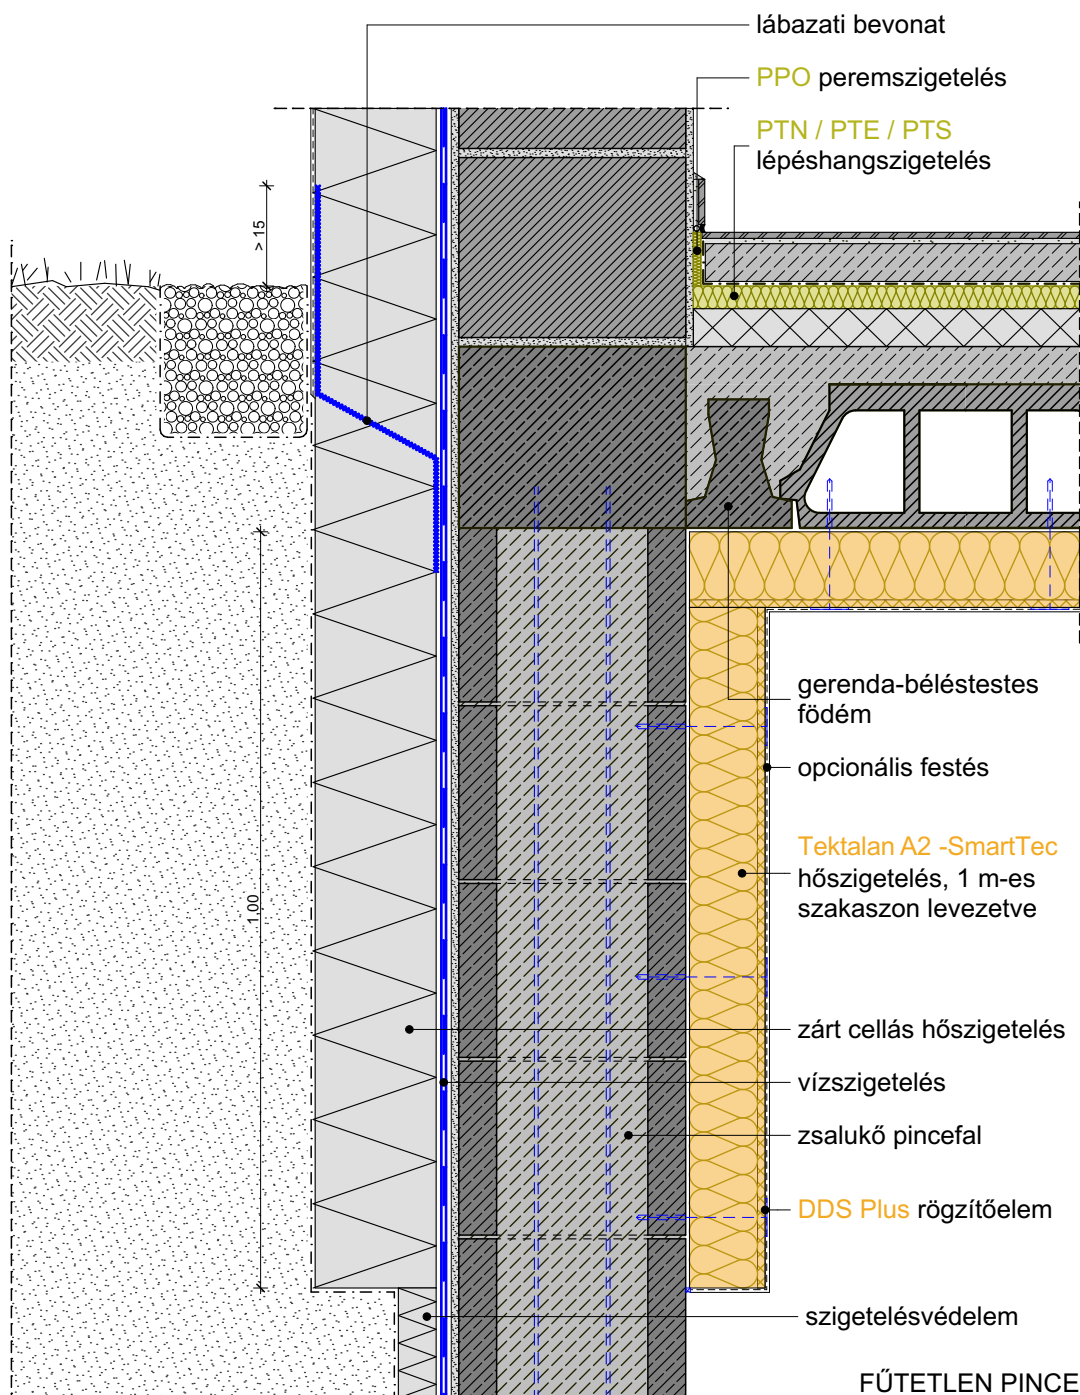 lábazati bevonat
PPO peremszigetelés
PTN / PTE / PTS
lépéshangszigetelés
> 15
gerenda-béléstestes
födém
opcionális festés
Tektalan A2 -SmartTec
hőszigetelés, 1 m-es
szakaszon levezetve
1,00
zárt cellás hőszigetelés
vízszigetelés
zsalukő pincefal
DDS Plus rögzítőelem
szigetelésvédelem
FŰTETLEN PINCE